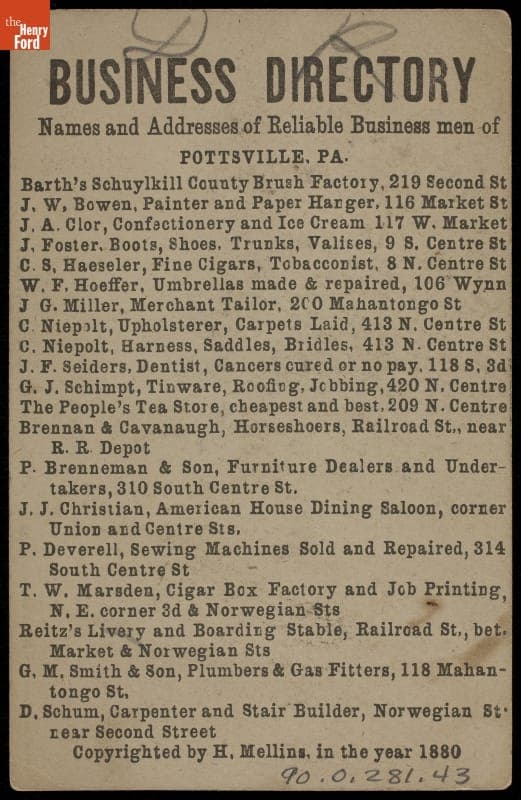 the
Henry
Ford
D R
BUSINESS DIRECTORY
Names and Addresses of Reliable Business men of
POTTSVILLE, PA.
Barth's Schuylkill County Brush Factory, 219 Second St
J. W. Bowen, Painter and Paper Hanger, 116 Market St
J. A. Clor, Confectionery and Ice Cream 117 W. Market
J. Foster. Boots, Shoes. Trunks, Valises, 9 S. Centre St
C. S, Haeseler, Fine Cigars, Tobacconist, 8 N. Centre St
W. F. Hoeffer, Umbrellas made & repaired, 106 Wynn
J G. Miller, Merchant Tailor, 200 Mahantongo St
C. Niepolt, Upholsterer, Carpets Laid, 413 N. Centre St
C. Niepolt, Harness, Saddles, Bridles, 413 N. Centre St
J. F. Seiders, Dentist, Cancers cured or no pay, 118 S. 3d
G. J. Schimpt, Tinware, Roofing, Jobbing, 420 N. Centre
The People's Tea Store, cheapest and best, 209 N. Centre
Brennan & Cavanaugh, Horseshoers, Railroad St., near
R. R. Depot
P. Brenneman & Son, Furniture Dealers and Under-
takers, 310 South Centre St.
J. J. Christian, American House Dining Saloon, corner
Union and Centre Sts.
P. Deverell, Sewing Machines Sold and Repaired, 314
South Centre St
T. W. Marsden, Cigar Box Factory and Job Printing,
N. E. corner 3d & Norwegian Sts
Reitz's Livery and Boarding Stable, Railroad St., bet.
Market & Norwegian Sts
G. M. Smith & Son, Plumbers & Gas Fitters, 118 Mahan-
tongo St.
D. Schum, Carpenter and Stair Builder, Norwegian St.
near Second Street
Copyrighted by H. Mellins, in the year 1880
90.0.281.43